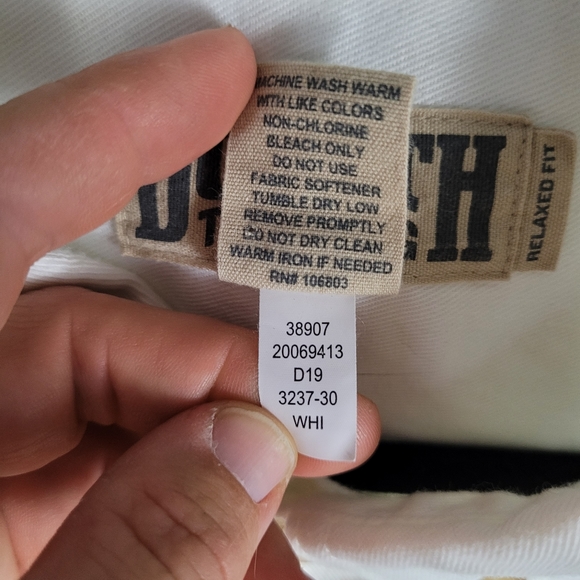 MACHINE WASH WARM
WITH LIKE COLORS
NON-CHLORINE
BLEACH ONLY
DO NOT USE
FABRIC SOFTENER
TUMBLE DRY LOW
REMOVE PROMPTLY
DO NOT DRY CLEAN
WARM IRON IF NEEDED
RN# 106803
RELAXED FIT
38907
20069413
D19
3237-30
WHI